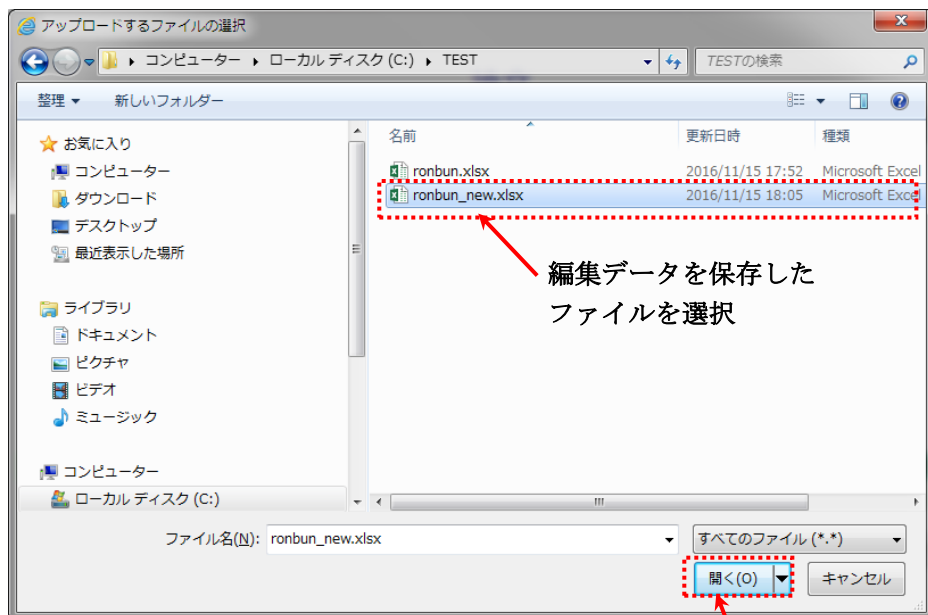 アップロードするファイルの選択
コンピューター ▸ ローカル ディスク (C:) ▸ TEST
TESTの検索
整理 ▼ 新しいフォルダー
お気に入り
コンピューター
ダウンロード
デスクトップ
最近表示した場所
ライブラリ
ドキュメント
ピクチャ
ビデオ
ミュージック
コンピューター
ローカル ディスク (C:)
名前 更新日時 種類
ronbun.xlsx 2016/11/15 17:52 Microsoft Excel
ronbun_new.xlsx 2016/11/15 18:05 Microsoft Excel
編集データを保存した
ファイルを選択
ファイル名(N): ronbun_new.xlsx すべてのファイル (*.*)
開く(O) キャンセル